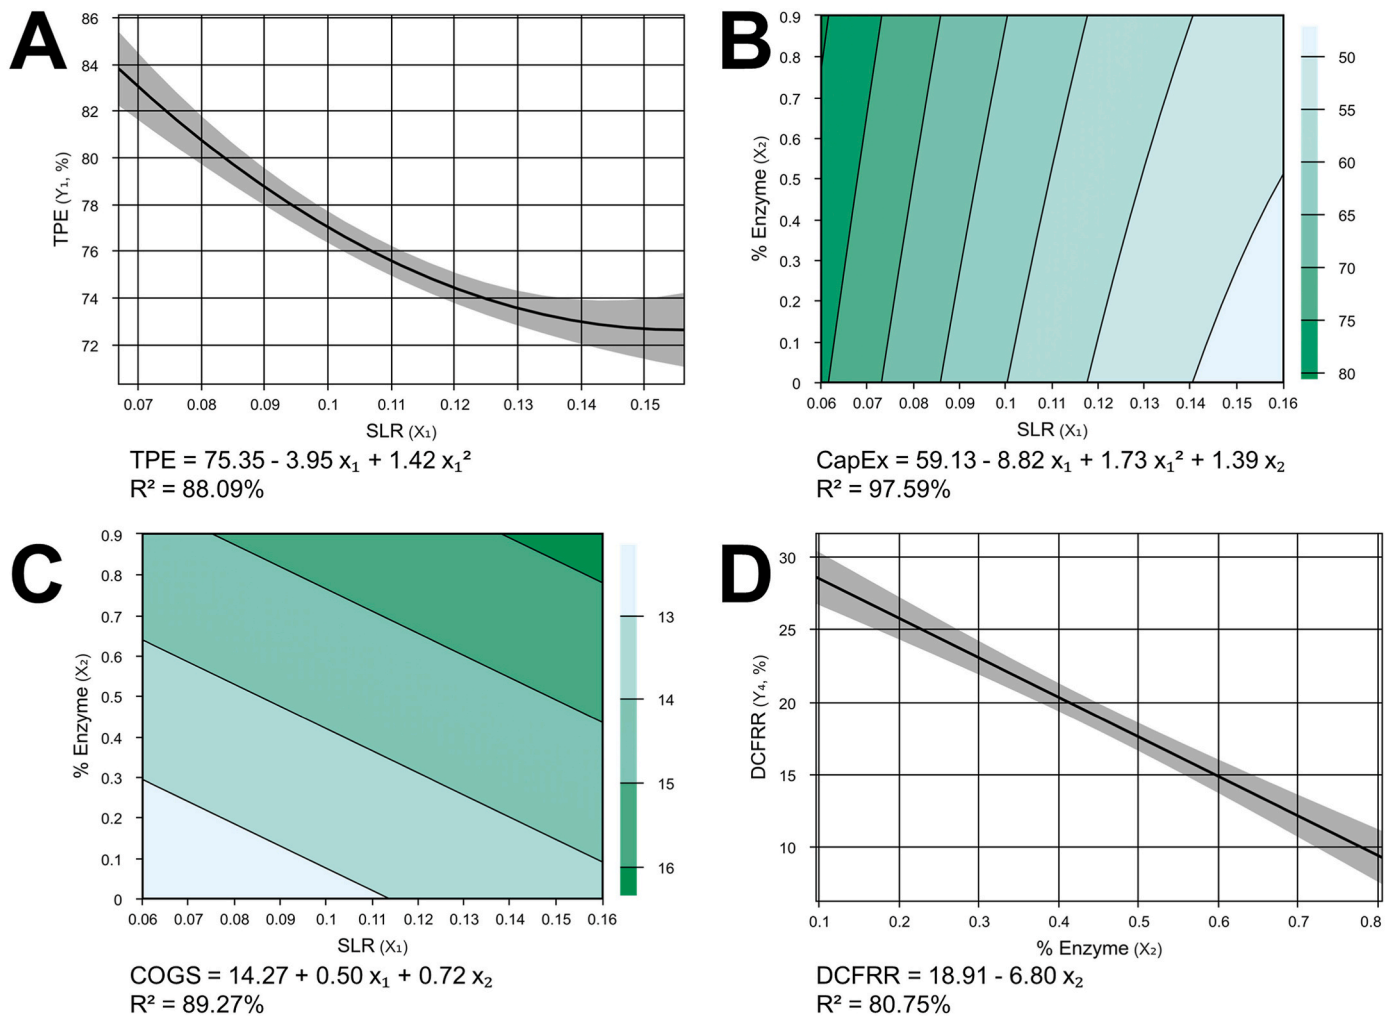 A
86
84
82
80
78
76
74
72
TPE (Y₁, %)
0.07 0.08 0.09 0.1 0.11 0.12 0.13 0.14 0.15
SLR (X₁)
TPE = 75.35 - 3.95 x₁ + 1.42 x₁²
R² = 88.09%
B
0.9
0.8
0.7
0.6
0.5
0.4
0.3
0.2
0.1
0
% Enzyme (X₂)
0.06 0.07 0.08 0.09 0.1 0.11 0.12 0.13 0.14 0.15 0.16
SLR (X₁)
50
55
60
65
70
75
80
CapEx = 59.13 - 8.82 x₁ + 1.73 x₁² + 1.39 x₂
R² = 97.59%
C
0.9
0.8
0.7
0.6
0.5
0.4
0.3
0.2
0.1
0
% Enzyme (X₂)
0.06 0.07 0.08 0.09 0.1 0.11 0.12 0.13 0.14 0.15 0.16
SLR (X₁)
13
14
15
16
COGS = 14.27 + 0.50 x₁ + 0.72 x₂
R² = 89.27%
D
30
25
20
15
10
DCFRR (Y₄, %)
0.1 0.2 0.3 0.4 0.5 0.6 0.7 0.8
% Enzyme (X₂)
DCFRR = 18.91 - 6.80 x₂
R² = 80.75%